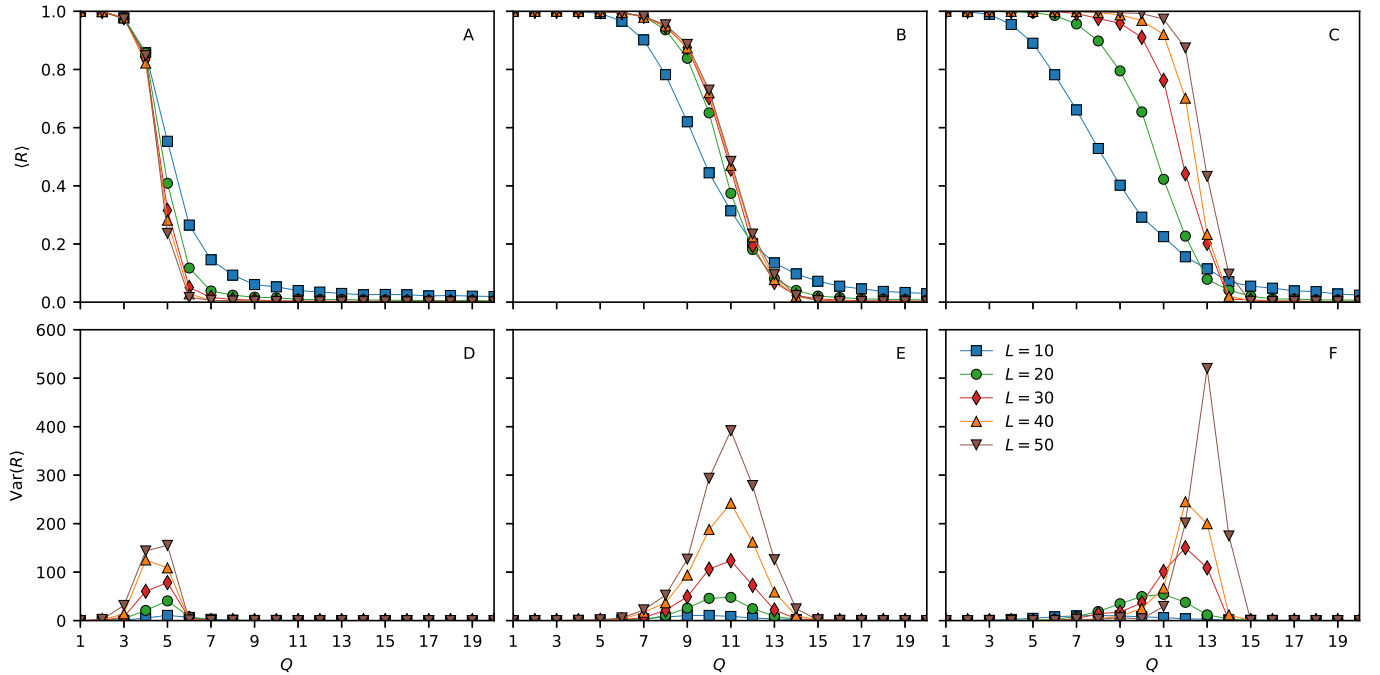 1.0 0.8 0.6 0.4 0.2 0.0
⟨R⟩
A
B
C
600 500 400 300 200 100 0
Var(R)
D
E
F
L = 10
L = 20
L = 30
L = 40
L = 50
1 3 5 7 9 11 13 15 17 19
1 3 5 7 9 11 13 15 17 19
1 3 5 7 9 11 13 15 17 19
Q
Q
Q